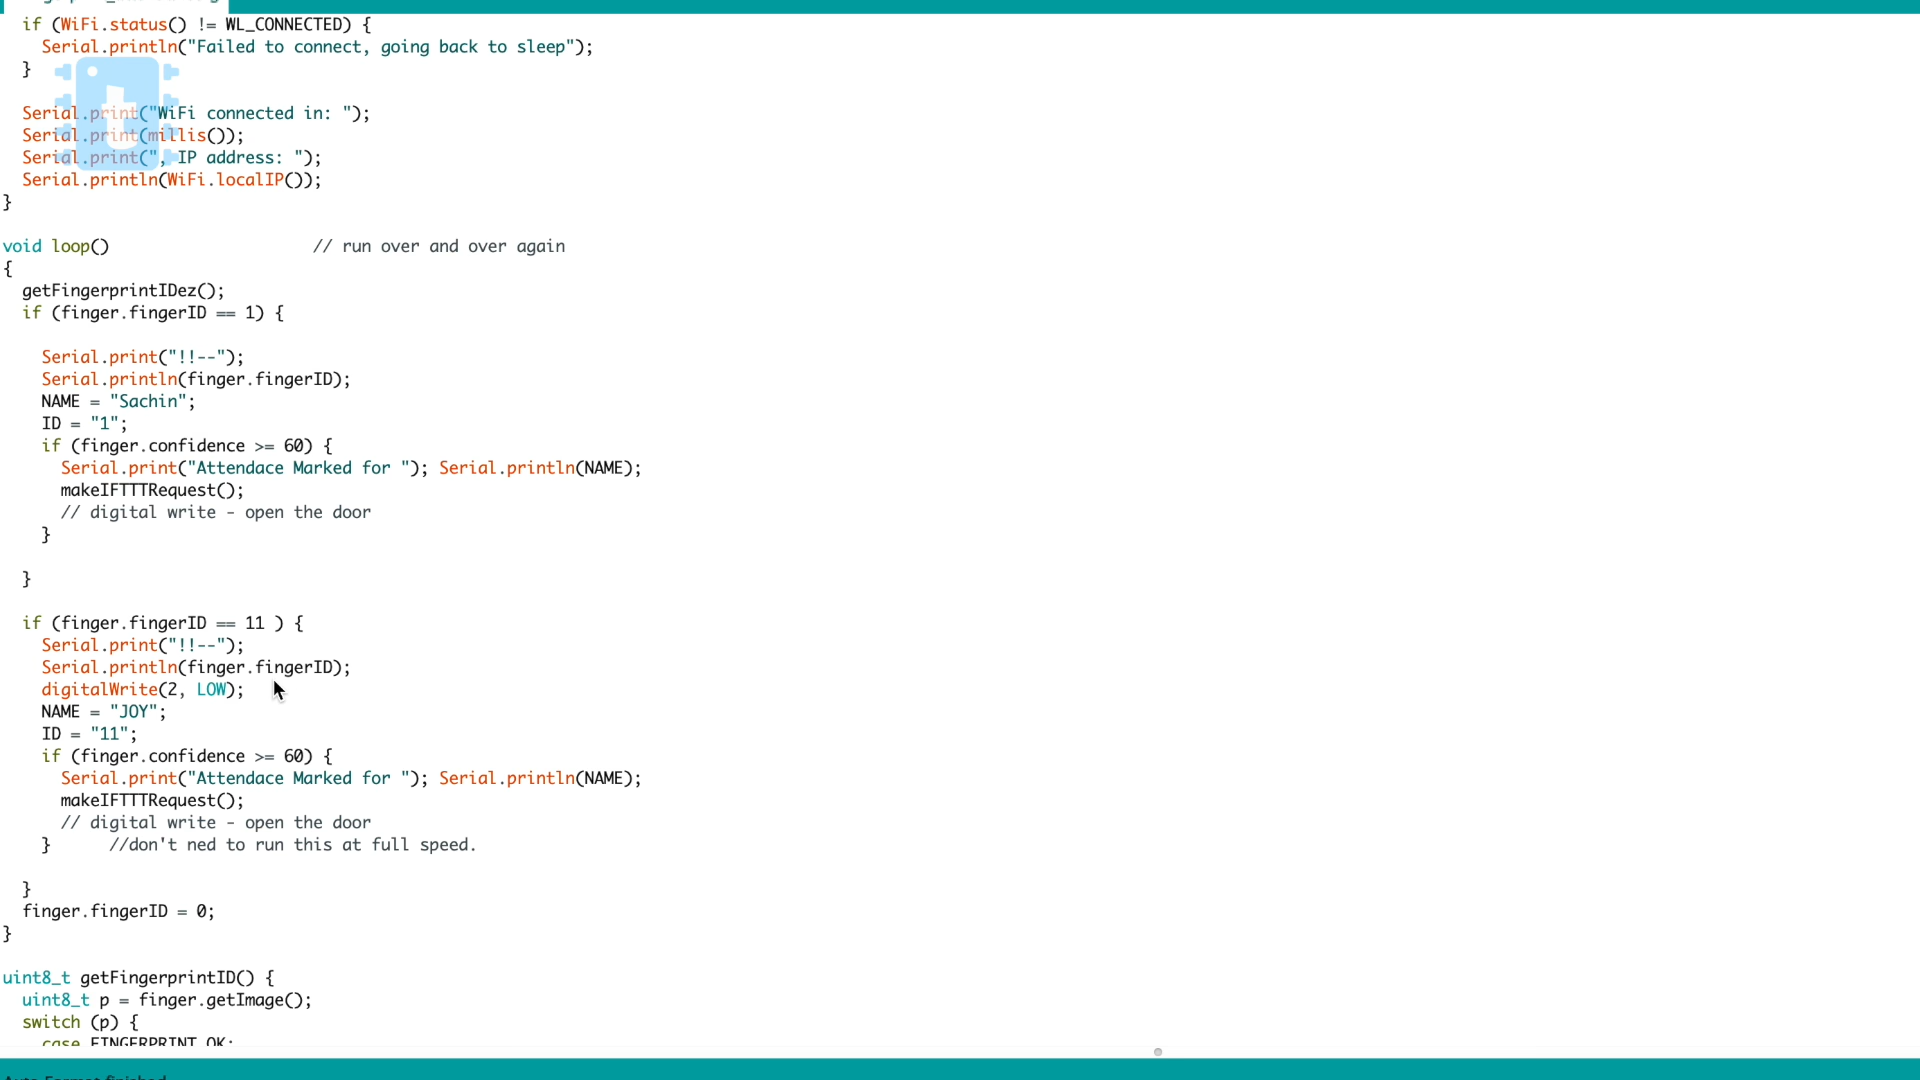 if (WiFi.status() != WL_CONNECTED) {
Serial.println("Failed to connect, going back to sleep");
}
Serial.print("WiFi connected in: ");
Serial.print(millis());
Serial.print(", IP address: ");
Serial.println(WiFi.localIP());
}
void loop() // run over and over again
{
getFingerprintIDez();
if (finger.fingerID == 1) {
Serial.print("!!--");
Serial.println(finger.fingerID);
NAME = "Sachin";
ID = "1";
if (finger.confidence >= 60) {
Serial.print("Attendace Marked for "); Serial.println(NAME);
makeIFTTTRequest();
// digital write - open the door
}
}
if (finger.fingerID == 11 ) {
Serial.print("!!--");
Serial.println(finger.fingerID);
digitalWrite(2, LOW);
NAME = "JOY";
ID = "11";
if (finger.confidence >= 60) {
Serial.print("Attendace Marked for "); Serial.println(NAME);
makeIFTTTRequest();
// digital write - open the door
} //don't ned to run this at full speed.
}
finger.fingerID = 0;
}
uint8_t getFingerprintID() {
uint8_t p = finger.getImage();
switch (p) {
case FINGERPRINT_OK:
Auto Format finished.